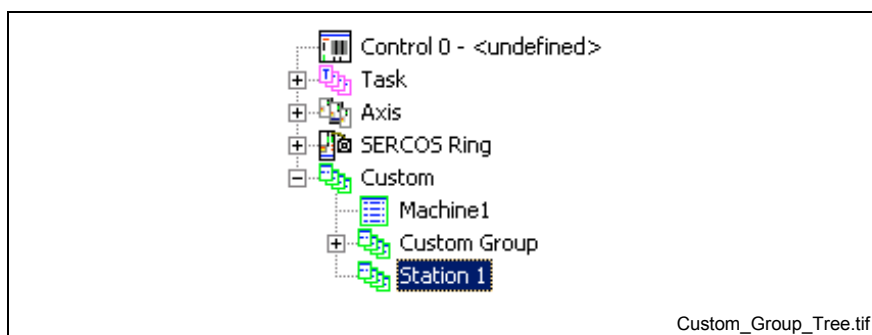 Control 0 - <undefined>
Task
Axis
SERCOS Ring
Custom
Machine1
Custom Group
Station 1
Custom_Group_Tree.tif